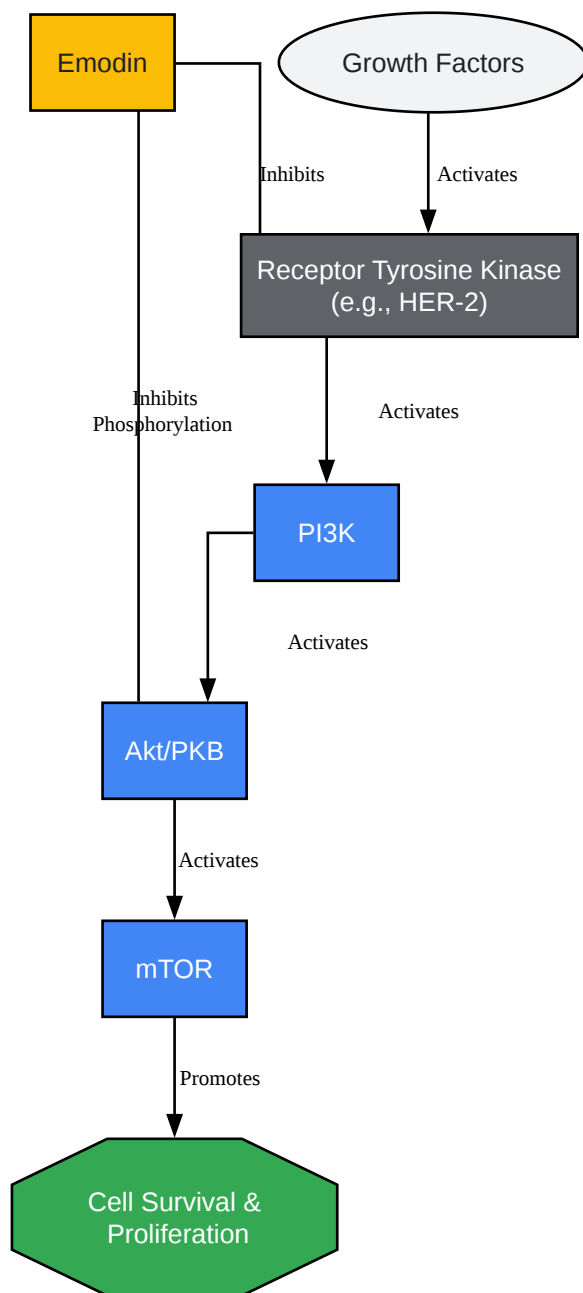 Emodin
Growth Factors
Inhibits
Activates
Receptor Tyrosine Kinase
(e.g., HER-2)
Inhibits
Phosphorylation
Activates
PI3K
Activates
Akt/PKB
Activates
mTOR
Promotes
Cell Survival &
Proliferation